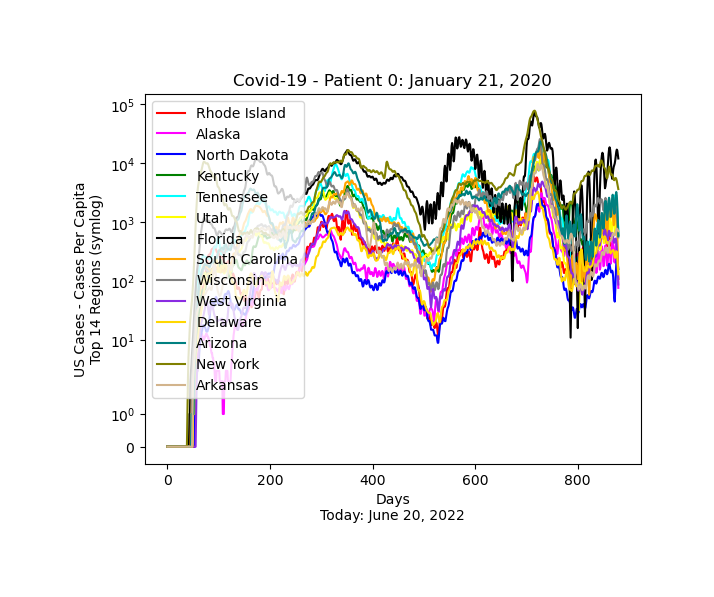 Covid-19 - Patient 0: January 21, 2020
US Cases - Cases Per Capita
Top 14 Regions (symlog)
10^5
10^4
10^3
10^2
10^1
10^0
0
Rhode Island
Alaska
North Dakota
Kentucky
Tennessee
Utah
Florida
South Carolina
Wisconsin
West Virginia
Delaware
Arizona
New York
Arkansas
0 200 400 600 800
Days
Today: June 20, 2022